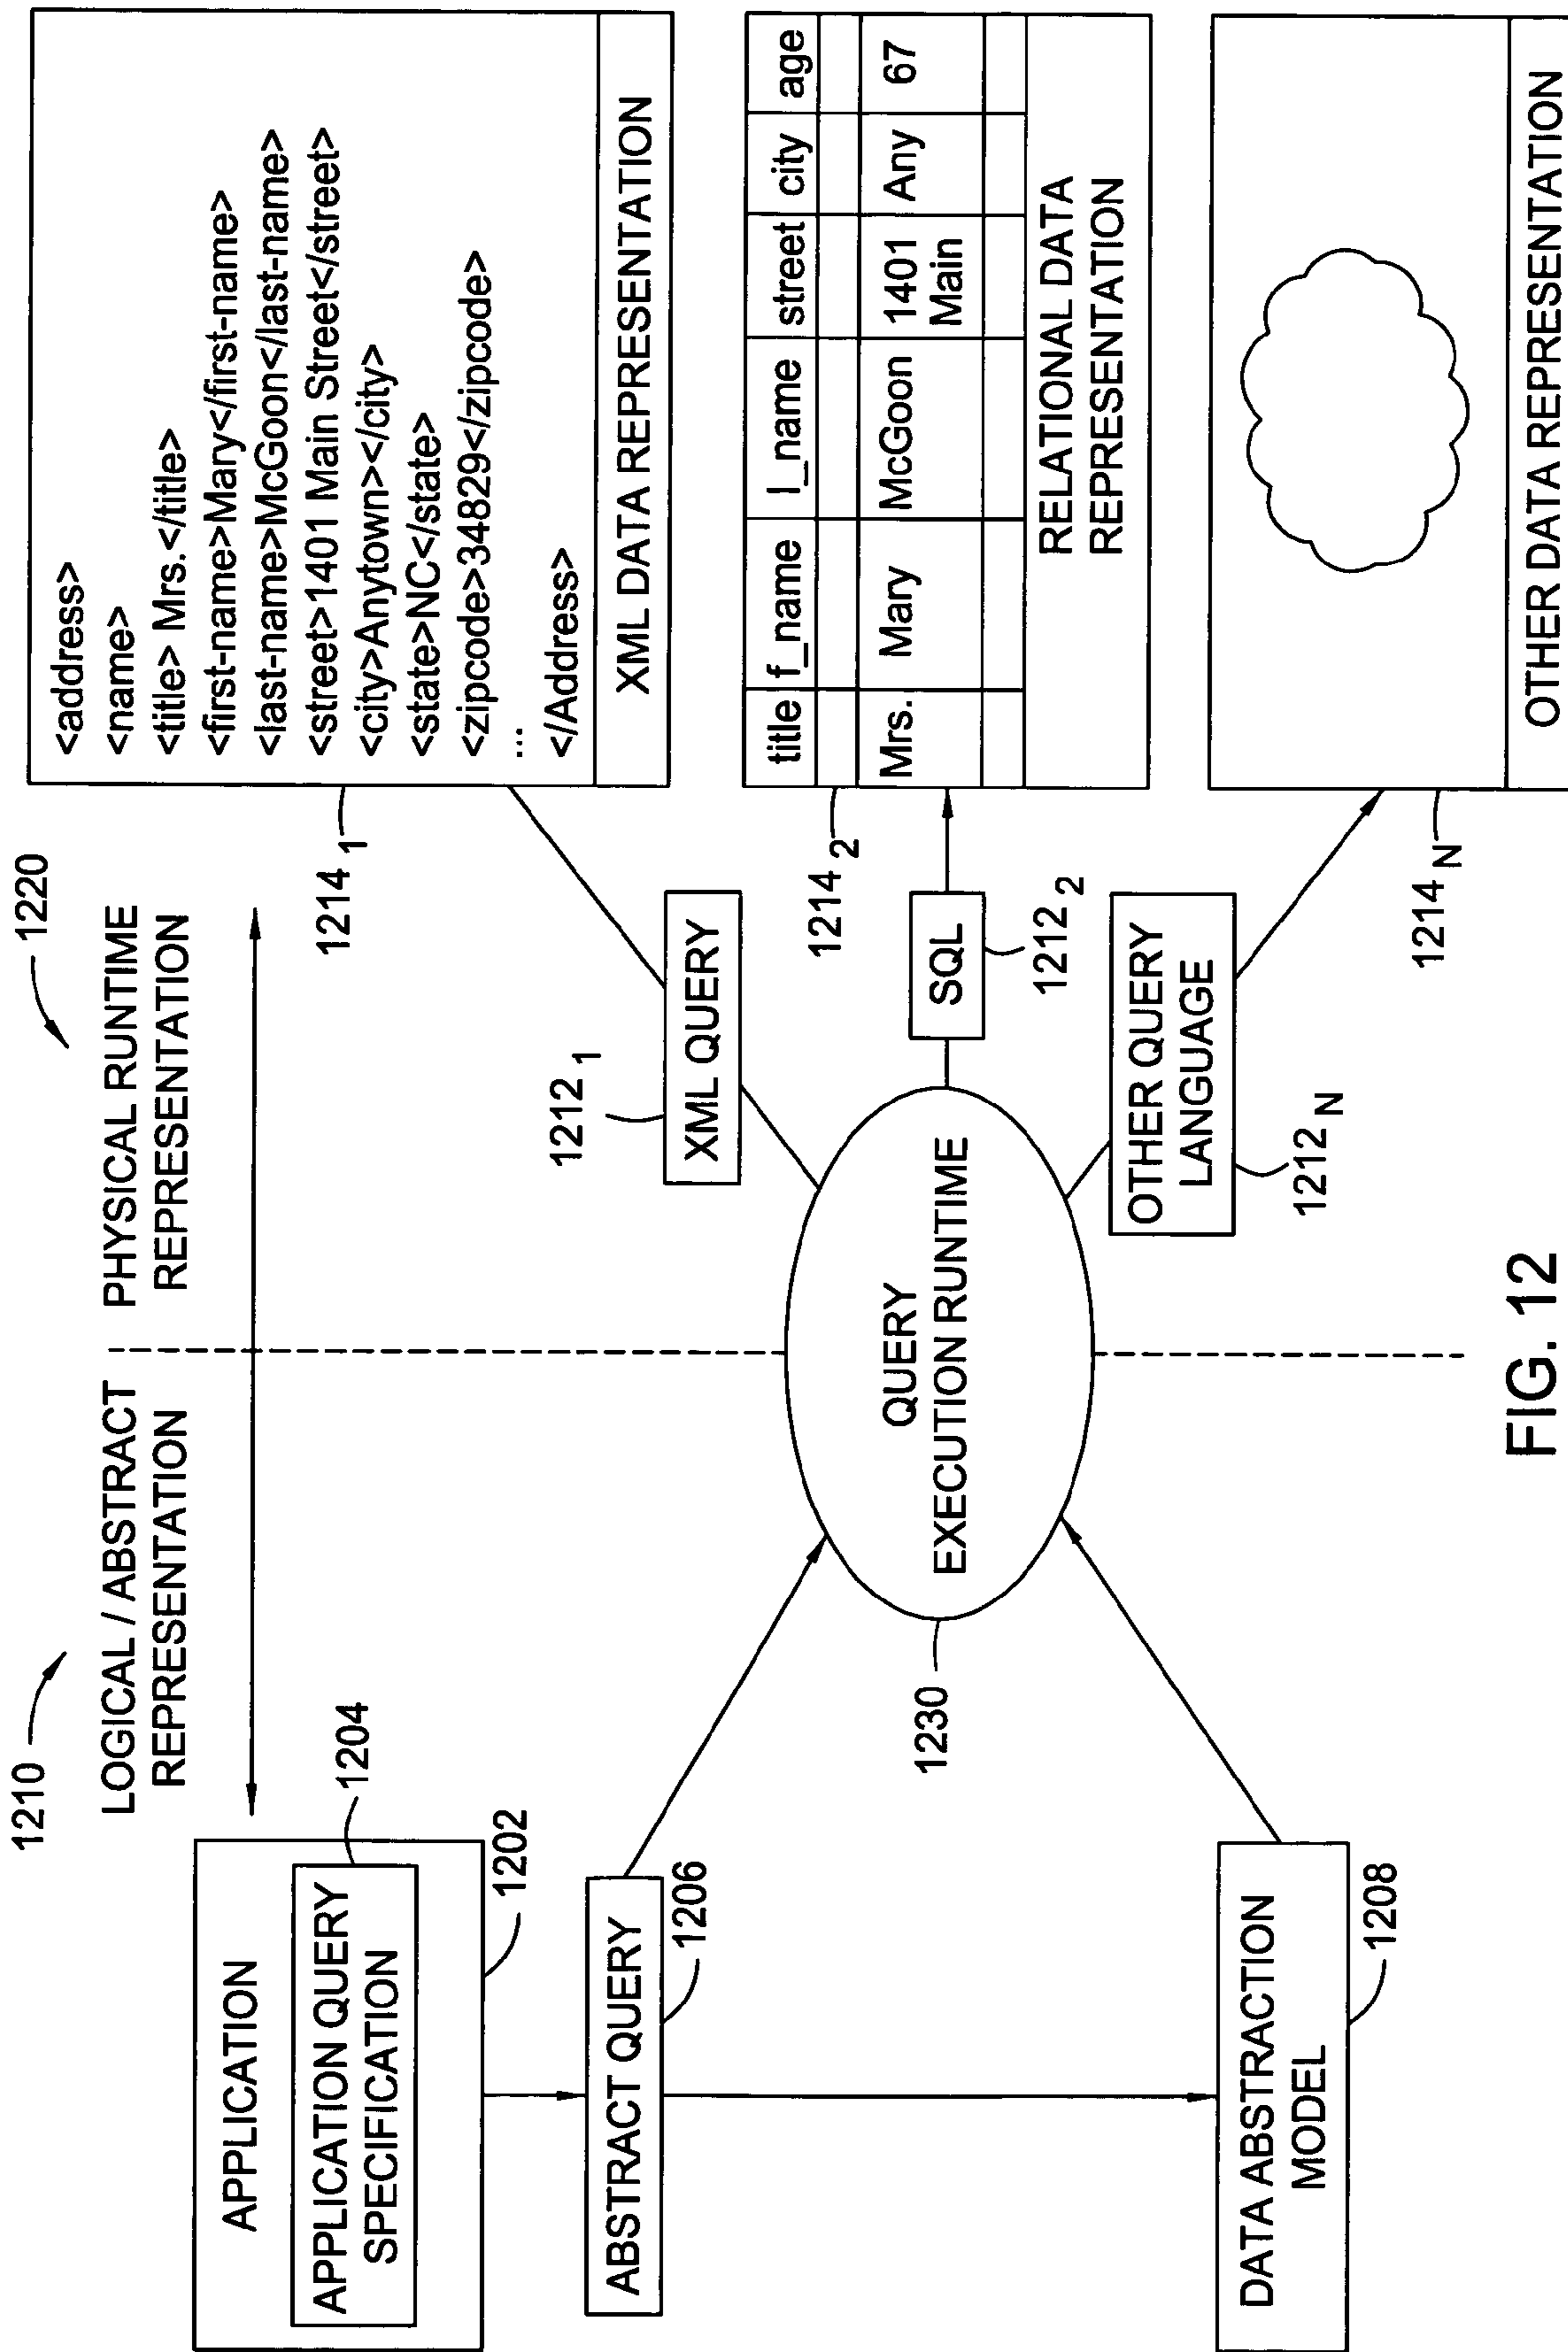 1210
LOGICAL / ABSTRACT
REPRESENTATION
1220
PHYSICAL RUNTIME
REPRESENTATION
APPLICATION
APPLICATION QUERY
SPECIFICATION
1204
1202
ABSTRACT QUERY
1206
DATA ABSTRACTION
MODEL
1208
QUERY
EXECUTION RUNTIME
1230
XML QUERY
1212 1
SQL
1212 2
OTHER QUERY
LANGUAGE
1212 N
<address>
<name>
<title> Mrs.</title>
<first-name>Mary</first-name>
<last-name>McGoon</last-name>
<street>1401 Main Street</street>
<city>Anytown></city>
<state>NC</state>
<zipcode>34829</zipcode>
...
</Address>
XML DATA REPRESENTATION
1214 1
title f_name l_name street city age
Mrs. Mary McGoon 1401 Any 67
Main
RELATIONAL DATA
REPRESENTATION
1214 2
OTHER DATA REPRESENTATION
1214 N
FIG. 12